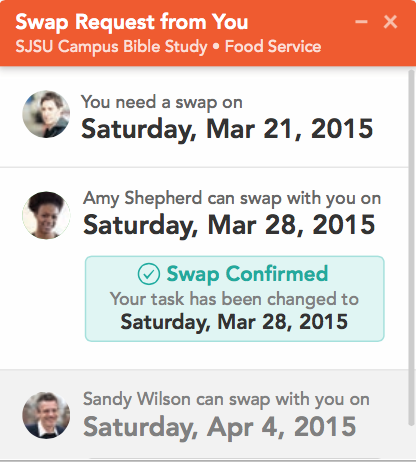 Swap Request from You
SJSU Campus Bible Study • Food Service
You need a swap on
Saturday, Mar 21, 2015
Amy Shepherd can swap with you on
Saturday, Mar 28, 2015
Swap Confirmed
Your task has been changed to
Saturday, Mar 28, 2015
Sandy Wilson can swap with you on
Saturday, Apr 4, 2015